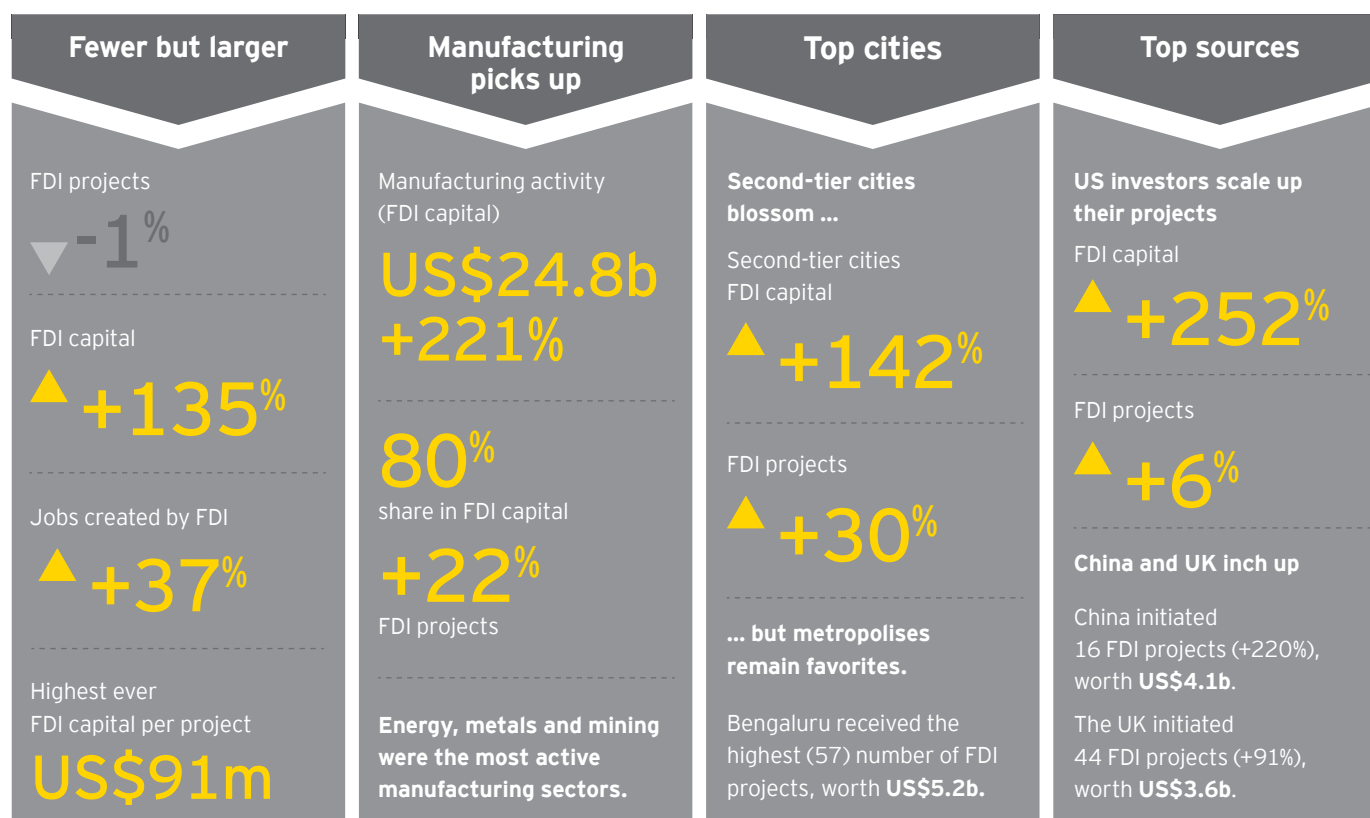 Fewer but larger
FDI projects
-1%
FDI capital
+135%
Jobs created by FDI
+37%
Highest ever
FDI capital per project
US$91m
Manufacturing
picks up
Manufacturing activity
(FDI capital)
US$24.8b
+221%
80%
share in FDI capital
+22%
FDI projects
Energy, metals and mining
were the most active
manufacturing sectors.
Top cities
Second-tier cities
blossom ...
Second-tier cities
FDI capital
+142%
FDI projects
+30%
... but metropolises
remain favorites.
Bengaluru received the
highest (57) number of FDI
projects, worth US$5.2b.
Top sources
US investors scale up
their projects
FDI capital
+252%
FDI projects
+6%
China and UK inch up
China initiated
16 FDI projects (+220%),
worth US$4.1b.
The UK initiated
44 FDI projects (+91%),
worth US$3.6b.